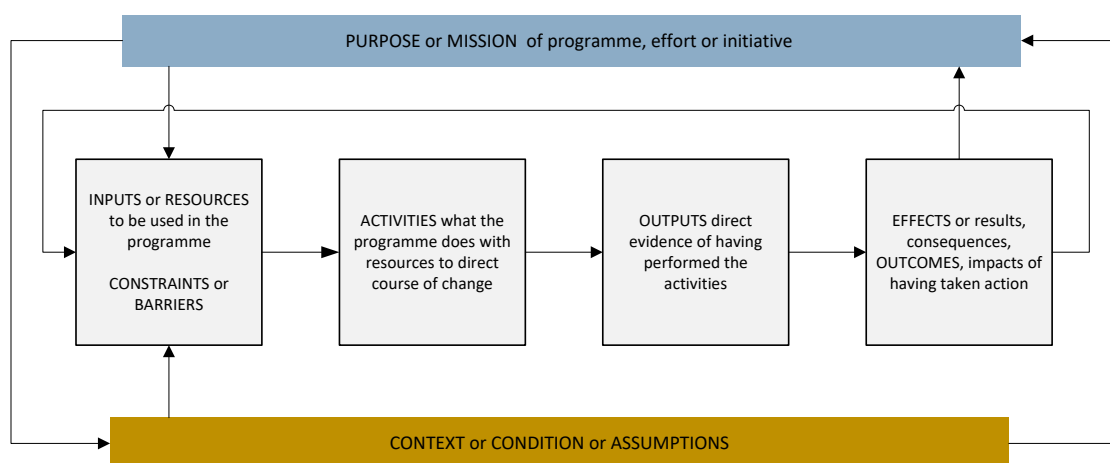 PURPOSE or MISSION of programme, effort or initiative
INPUTS or RESOURCES
to be used in the
programme
CONSTRAINTS or
BARRIERS
ACTIVITIES what the
programme does with
resources to direct
course of change
OUTPUTS direct
evidence of having
performed the
activities
EFFECTS or results,
consequences,
OUTCOMES, impacts of
having taken action
CONTEXT or CONDITION or ASSUMPTIONS